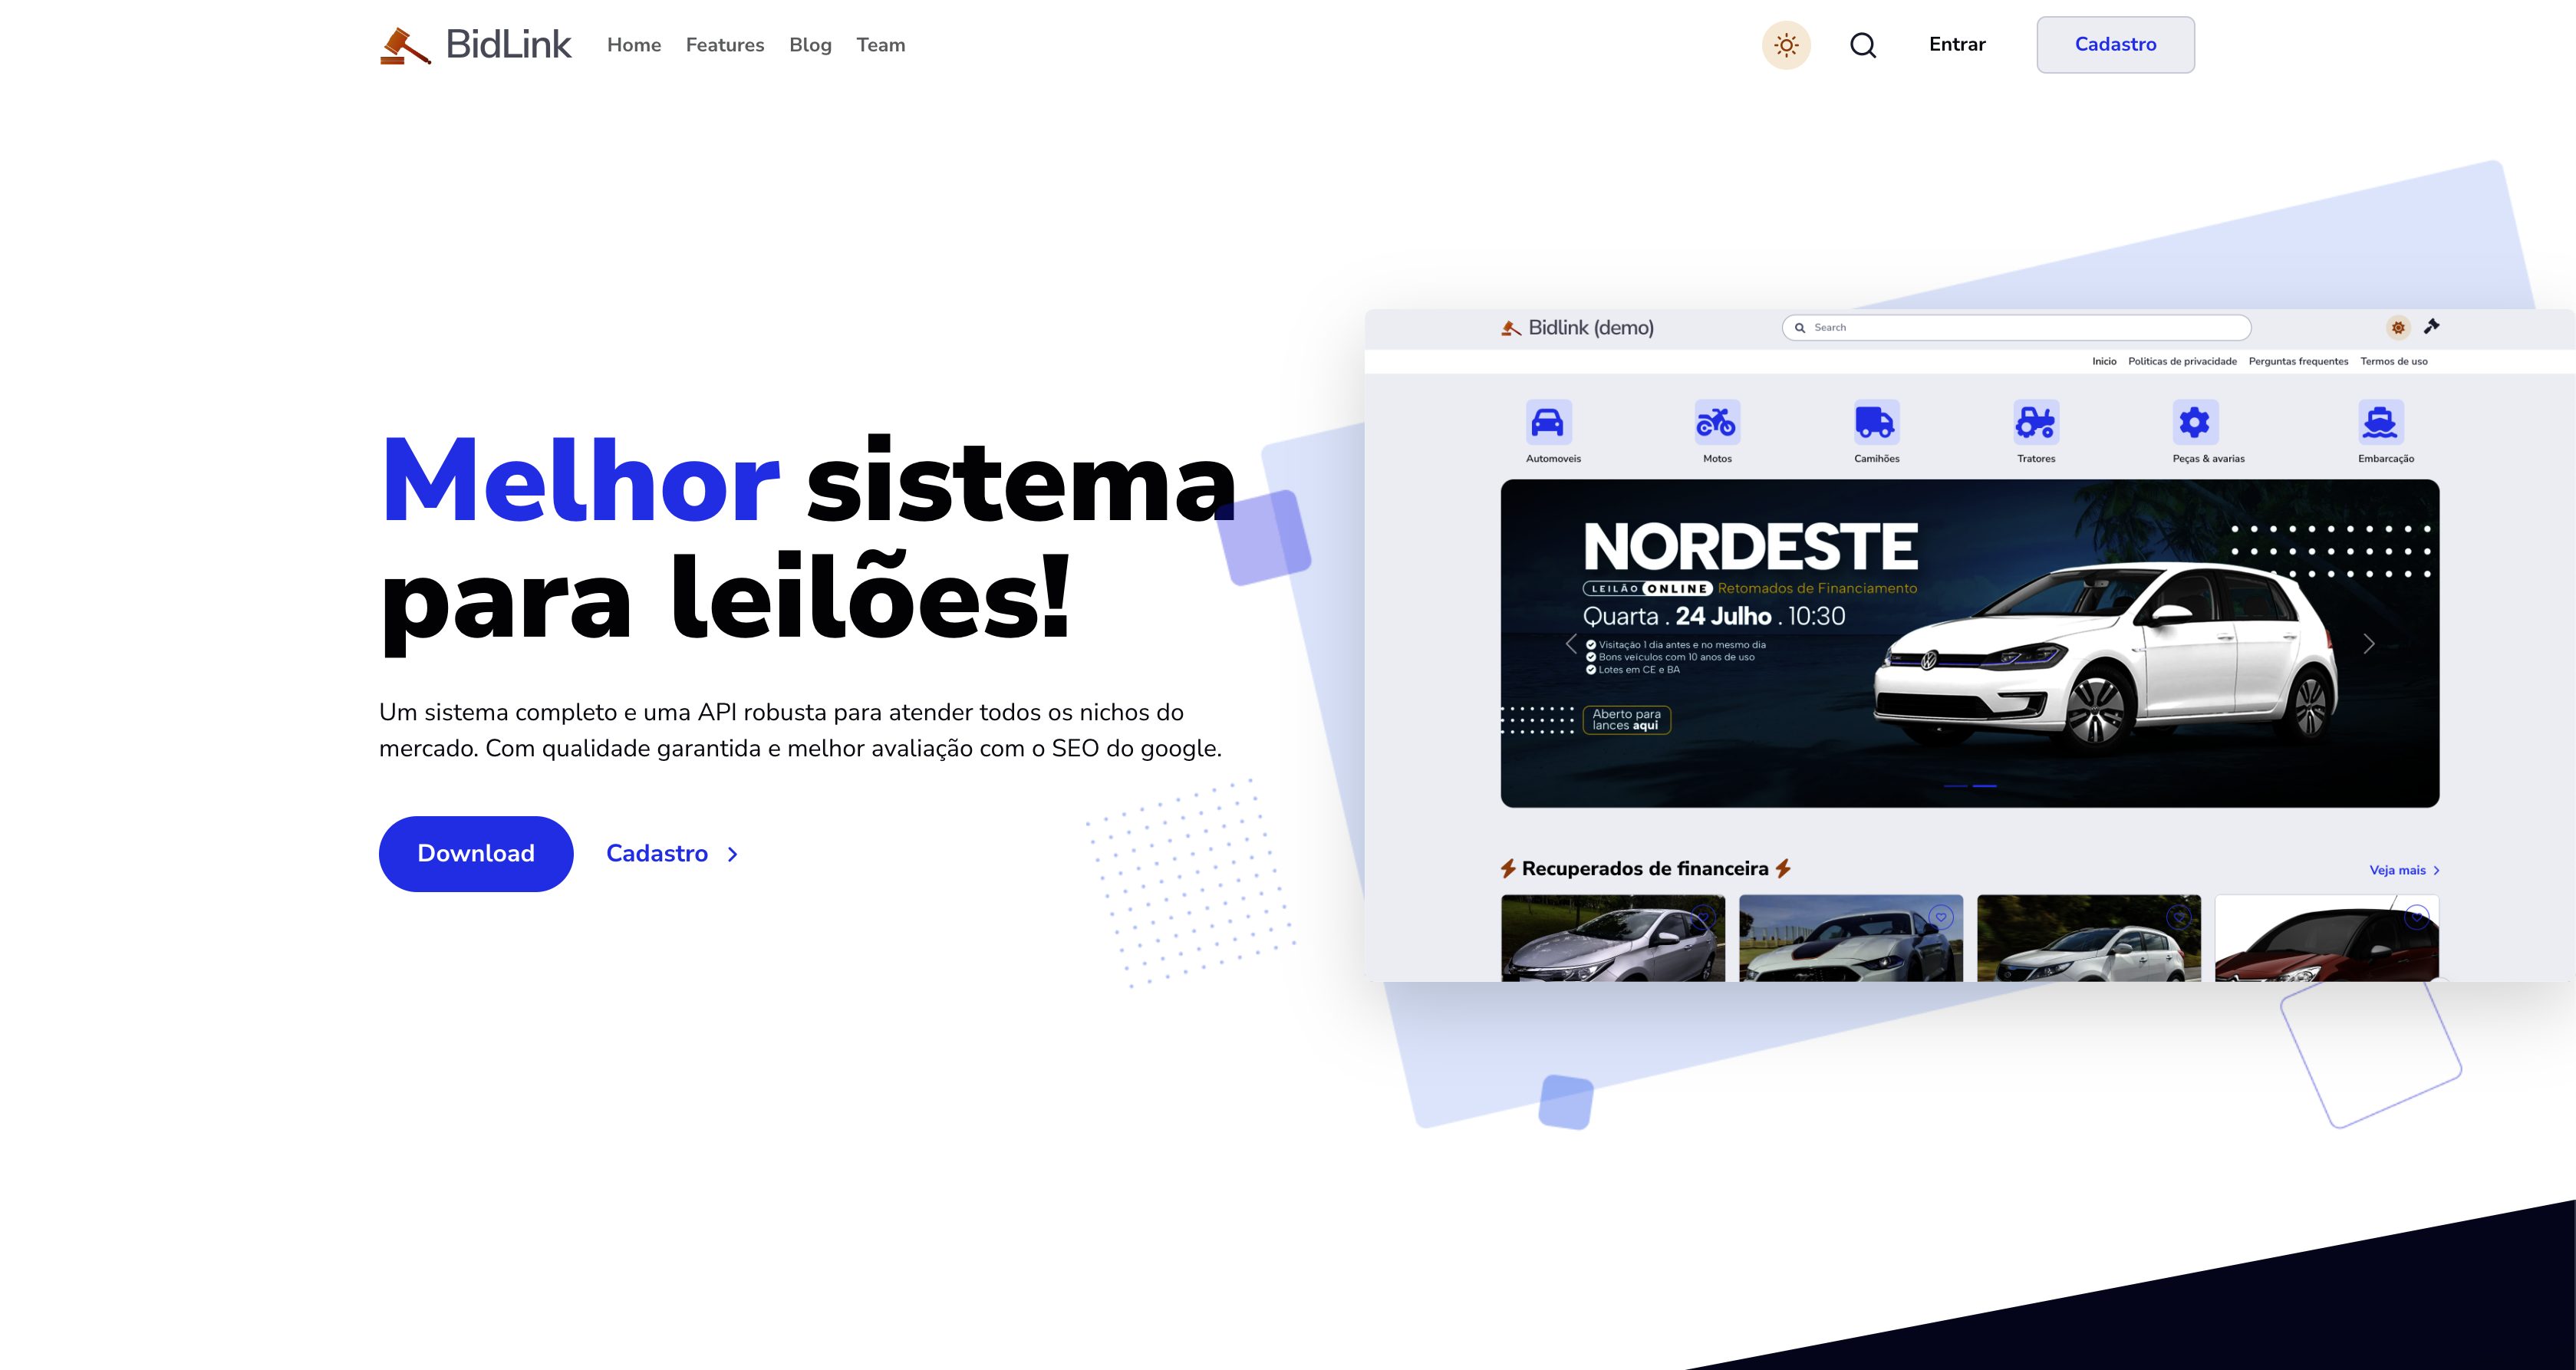 BidLink
Home Features Blog Team
Entrar
Cadastro
Melhor sistema
para leilões!
Um sistema completo e uma API robusta para atender todos os nichos do
mercado. Com qualidade garantida e melhor avaliação com o SEO do google.
Download
Cadastro
Bidlink (demo)
Search
Inicio Politicas de privacidade Perguntas frequentes Termos de uso
Automoveis Motos Camihões Tratores Peças & avarias Embarcação
NORDESTE
LEILÃO ONLINE Retomados de Financiamento
Quarta . 24 Julho . 10:30
Visitação 1 dia antes e no mesmo dia
Bons veículos com 10 anos de uso
Lotes em CE e BA
Aberto para
lances aqui
Recuperados de financeira
Veja mais